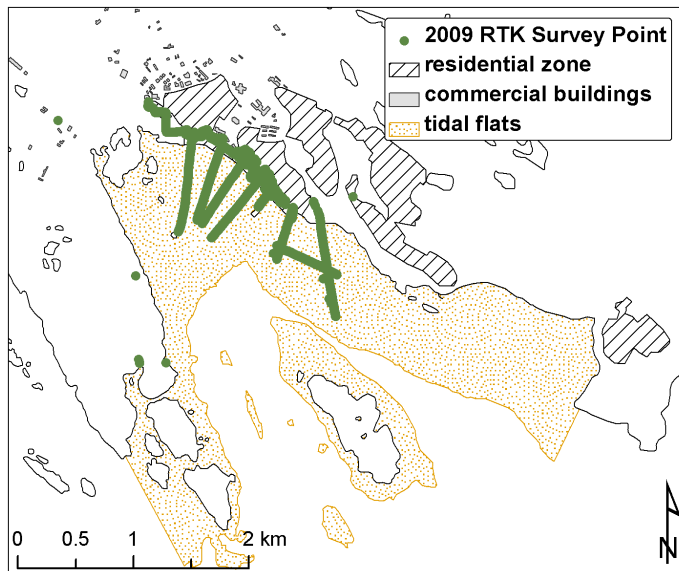 2009 RTK Survey Point
residential zone
commercial buildings
tidal flats
0 0.5 1 2 km
N